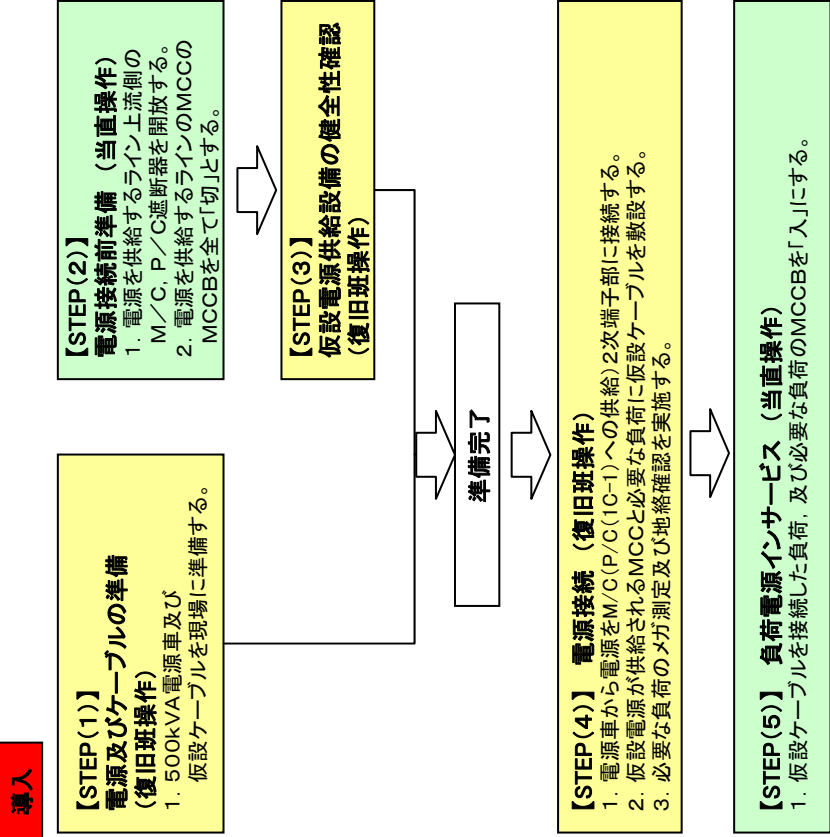 導入
【STEP(1)】
電源及びケーブルの準備
(復旧班操作)
1. 500kVA電源車及び
仮設ケーブルを現場に準備する。
【STEP(2)】
電源接続前準備 (当直操作)
1. 電源を供給するライン上流側の
M/C, P/C遮断器を開放する。
2. 電源を供給するラインのMCCの
MCCBを全て「切」とする。
【STEP(3)】
仮設電源供給設備の健全性確認
(復旧班操作)
準備完了
【STEP(4)】 電源接続 (復旧班操作)
1. 電源車から電源をM/C(P/C(1C-1)への供給)2次端子部に接続する。
2. 仮設電源が供給されるMCCと必要な負荷に仮設ケーブルを敷設する。
3. 必要な負荷のメガ測定及び地絡確認を実施する。
【STEP(5)】 負荷電源インサービス (当直操作)
1. 仮設ケーブルを接続した負荷, 及び必要な負荷のMCCBを「入」にする。